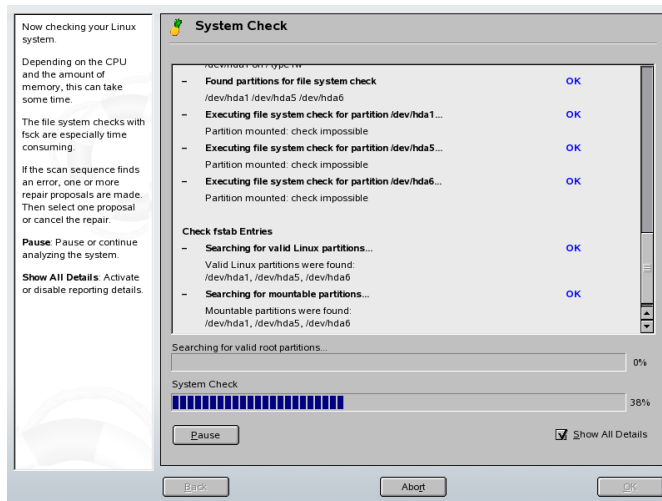 Now checking your Linux
system.
Depending on the CPU
and the amount of
memory, this can take
some time.
The file system checks with
fsck are especially time
consuming.
If the scan sequence finds
an error, one or more
repair proposals are made.
Then select one proposal
or cancel the repair.
Pause: Pause or continue
analyzing the system.
Show All Details: Activate
or disable reporting details.
System Check
– Found partitions for file system check OK
/dev/hda1 /dev/hda5 /dev/hda6
– Executing file system check for partition /dev/hda1... OK
Partition mounted: check impossible
– Executing file system check for partition /dev/hda5... OK
Partition mounted: check impossible
– Executing file system check for partition /dev/hda6... OK
Partition mounted: check impossible
Check fstab Entries
– Searching for valid Linux partitions... OK
Valid Linux partitions were found:
/dev/hda1, /dev/hda5, /dev/hda6
– Searching for mountable partitions... OK
Mountable partitions were found:
/dev/hda1, /dev/hda5, /dev/hda6
Searching for valid root partitions...
0%
System Check
38%
Pause
Show All Details
Back
Abort
OK